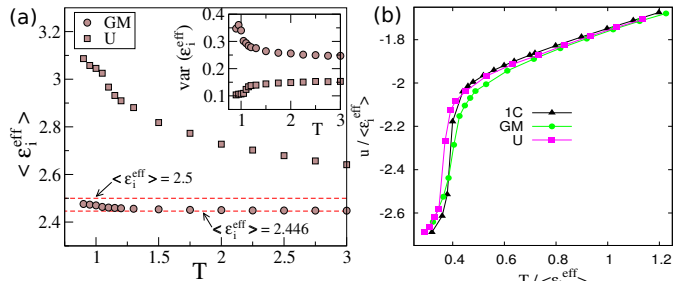 (a)
GM
U
3.2
3.0
2.8
2.6
2.4
< ε_i^eff >
1
1.5
2
2.5
3
T
0.4
0.3
0.2
0.1
var (ε_i^eff)
1
2
3
T
< ε_i^eff > = 2.5
< ε_i^eff > = 2.446
(b)
-2
-2.2
-2.4
-2.6
u / <ε_i^eff>
0.4
0.6
0.8
1
1.2
T / <ε_i^eff>
1C
GM
U